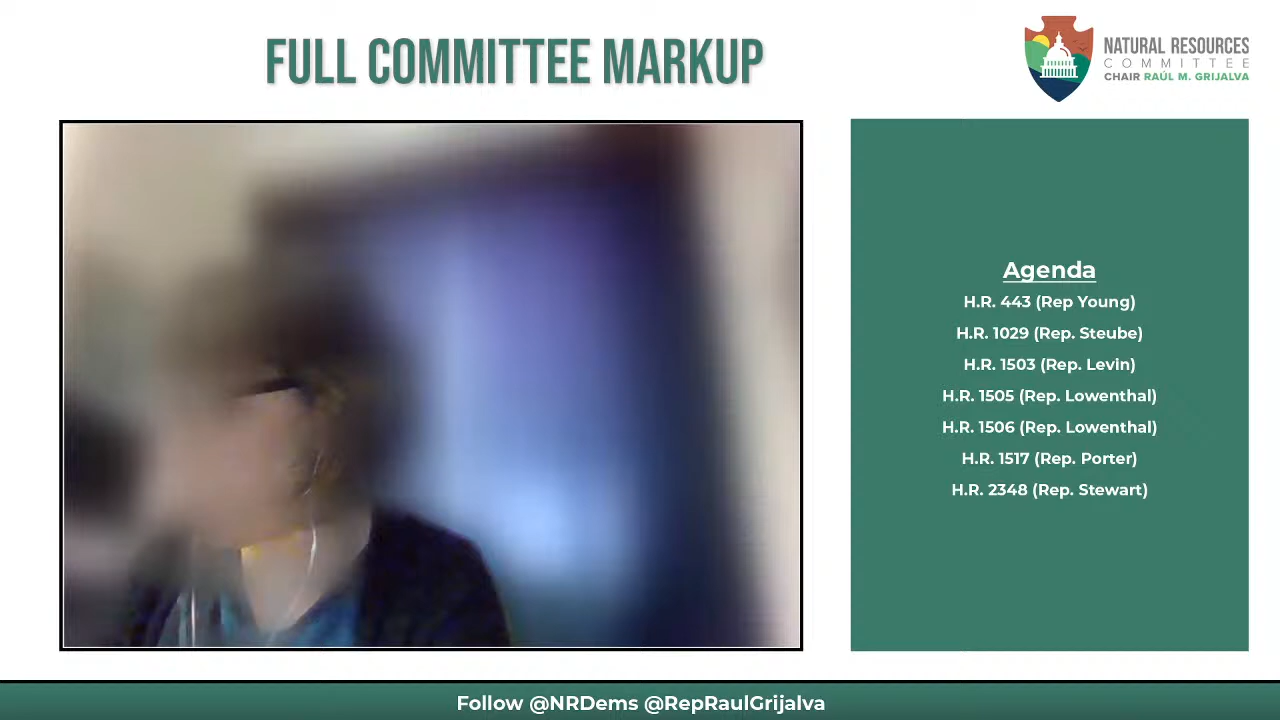 FULL COMMITTEE MARKUP
NATURAL RESOURCES
COMMITTEE
CHAIR RAÚL M. GRIJALVA
Agenda
H.R. 443 (Rep Young)
H.R. 1029 (Rep. Steube)
H.R. 1503 (Rep. Levin)
H.R. 1505 (Rep. Lowenthal)
H.R. 1506 (Rep. Lowenthal)
H.R. 1517 (Rep. Porter)
H.R. 2348 (Rep. Stewart)
Follow @NRDems @RepRaulGrijalva